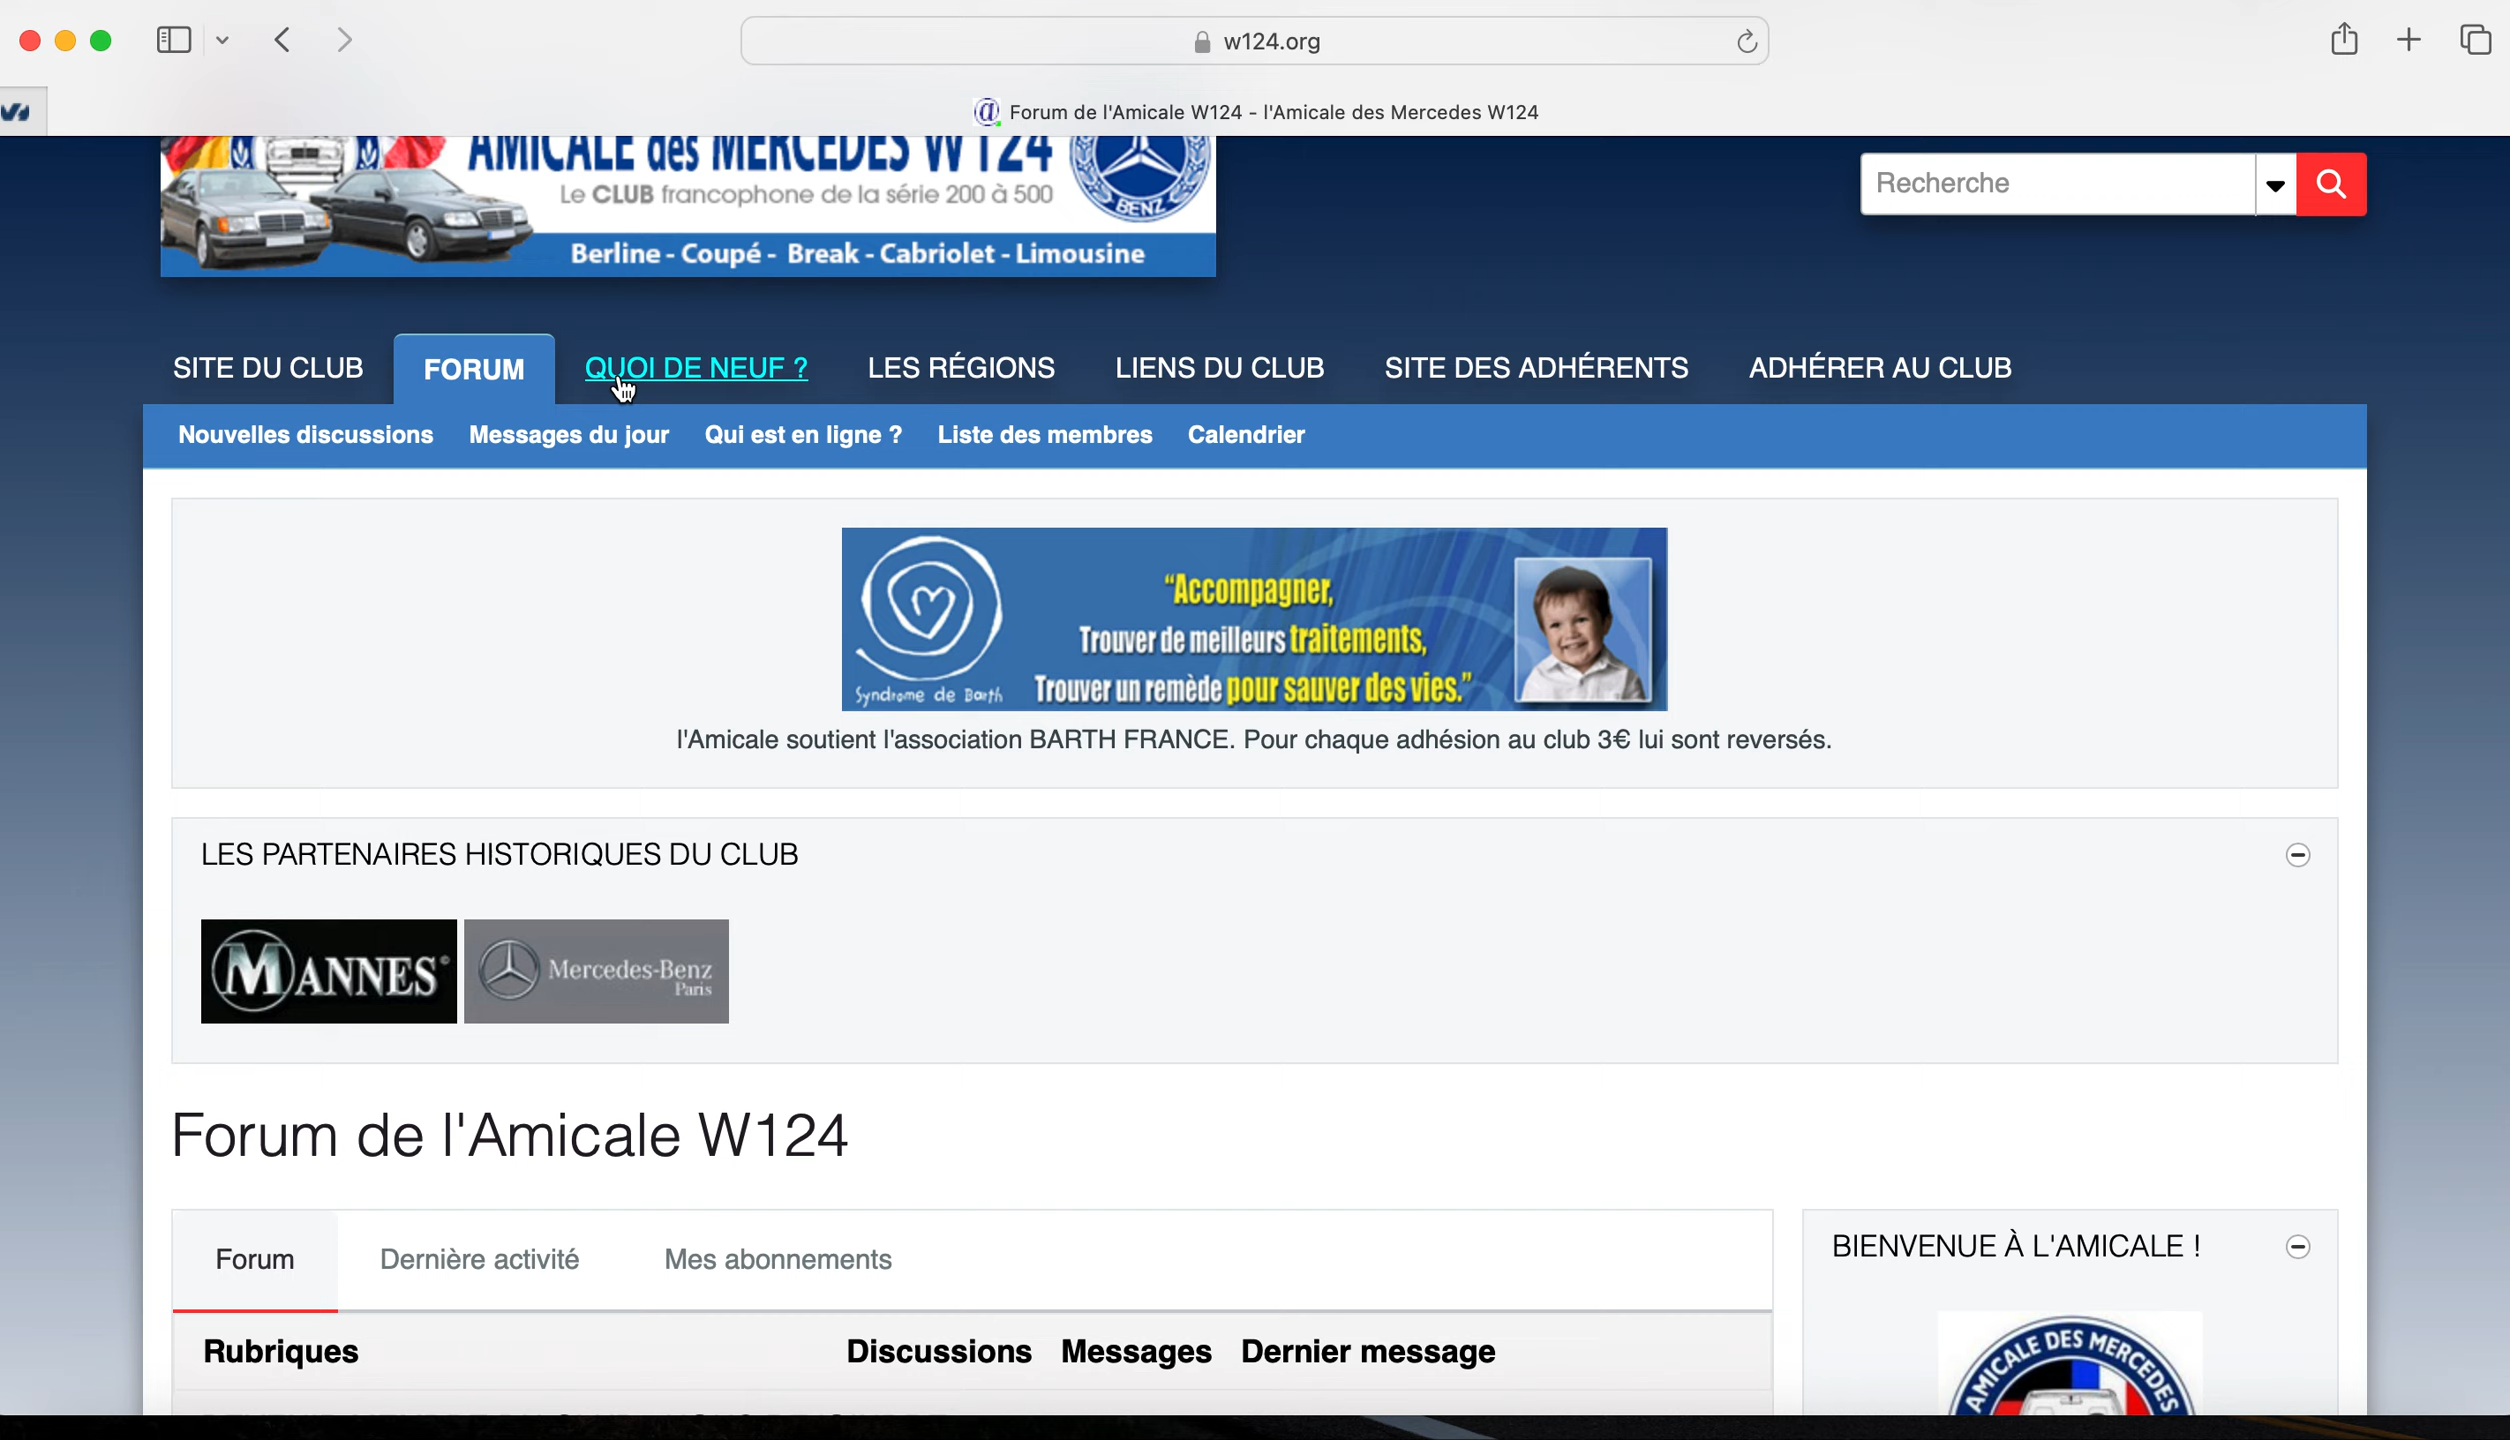 w124.org
Forum de l'Amicale W124 - l'Amicale des Mercedes W124
AMICALE des MERCEDES W124
Le CLUB francophone de la série 200 à 500
BENZ
Berline - Coupé - Break - Cabriolet - Limousine
Recherche
SITE DU CLUB FORUM QUOI DE NEUF ? LES RÉGIONS LIENS DU CLUB SITE DES ADHÉRENTS ADHÉRER AU CLUB
Nouvelles discussions Messages du jour Qui est en ligne ? Liste des membres Calendrier
“Accompagner,
Trouver de meilleurs traitements,
Trouver un remède pour sauver des vies.”
Syndrome de Barth
l'Amicale soutient l'association BARTH FRANCE. Pour chaque adhésion au club 3€ lui sont reversés.
LES PARTENAIRES HISTORIQUES DU CLUB
MANNES©
Mercedes-Benz
Paris
Forum de l'Amicale W124
Forum Dernière activité Mes abonnements
Rubriques Discussions Messages Dernier message
BIENVENUE À L'AMICALE !
AMICALE DES MERCEDES